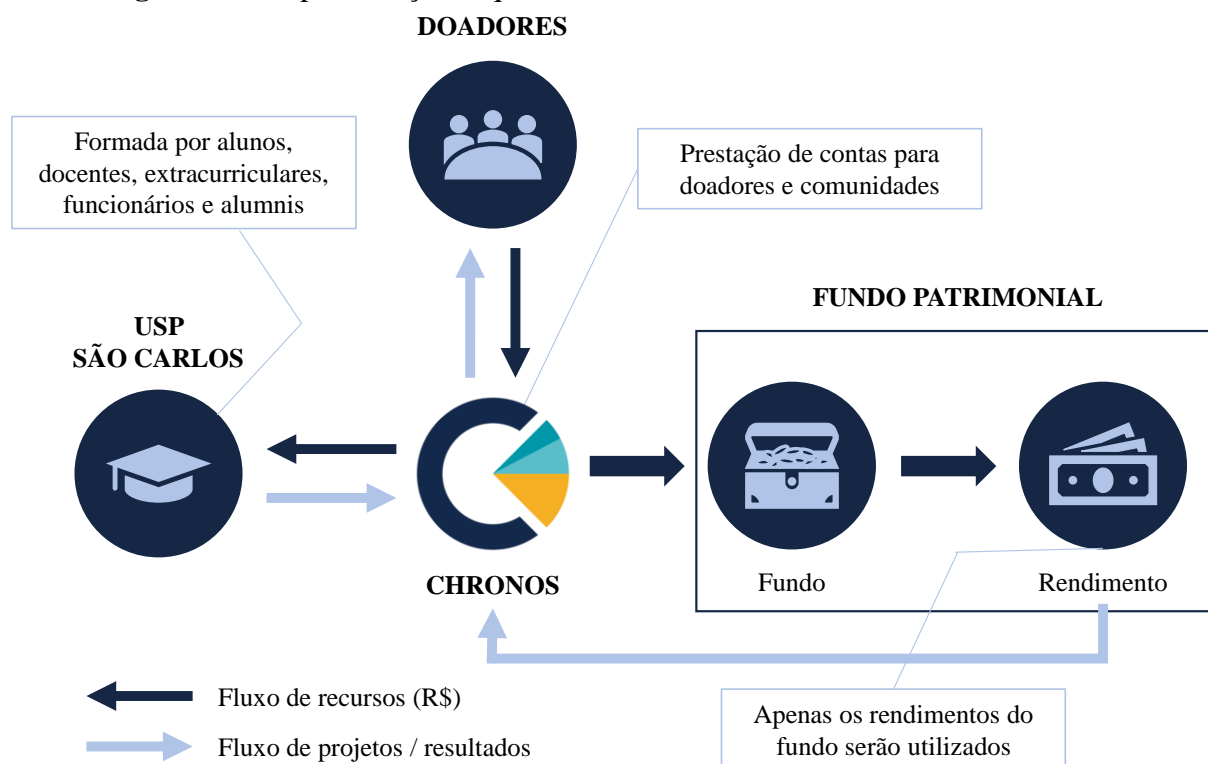 DOADORES
Formada por alunos,
docentes, extracurriculares,
funcionários e alumnis
Prestação de contas para
doadores e comunidades
FUNDO PATRIMONIAL
USP
SÃO CARLOS
CHRONOS
Fundo
Rendimento
Fluxo de recursos (R$)
Fluxo de projetos / resultados
Apenas os rendimentos do
fundo serão utilizados